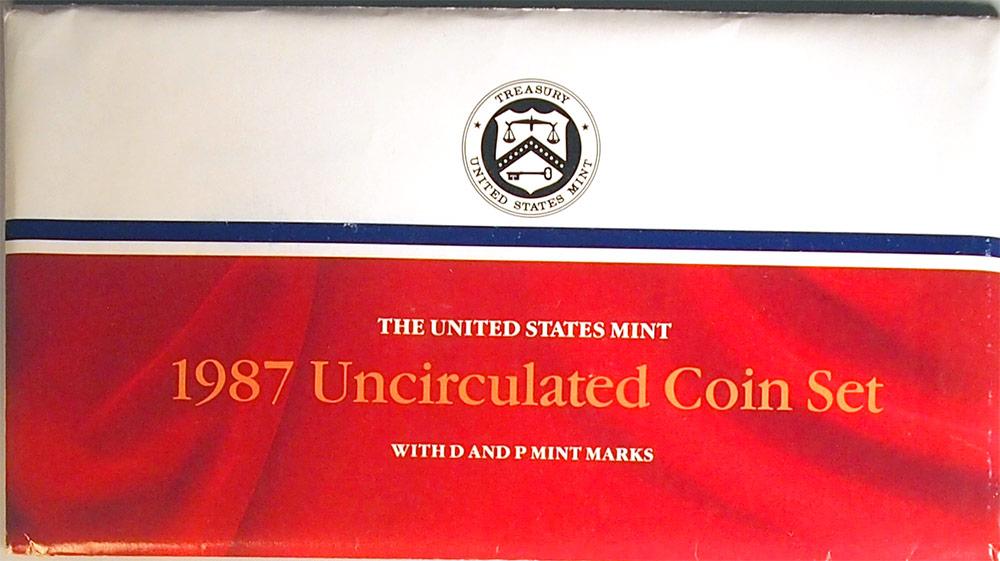 TREASURY
UNITED STATES MINT
THE UNITED STATES MINT
1987 Uncirculated Coin Set
WITH D AND P MINT MARKS